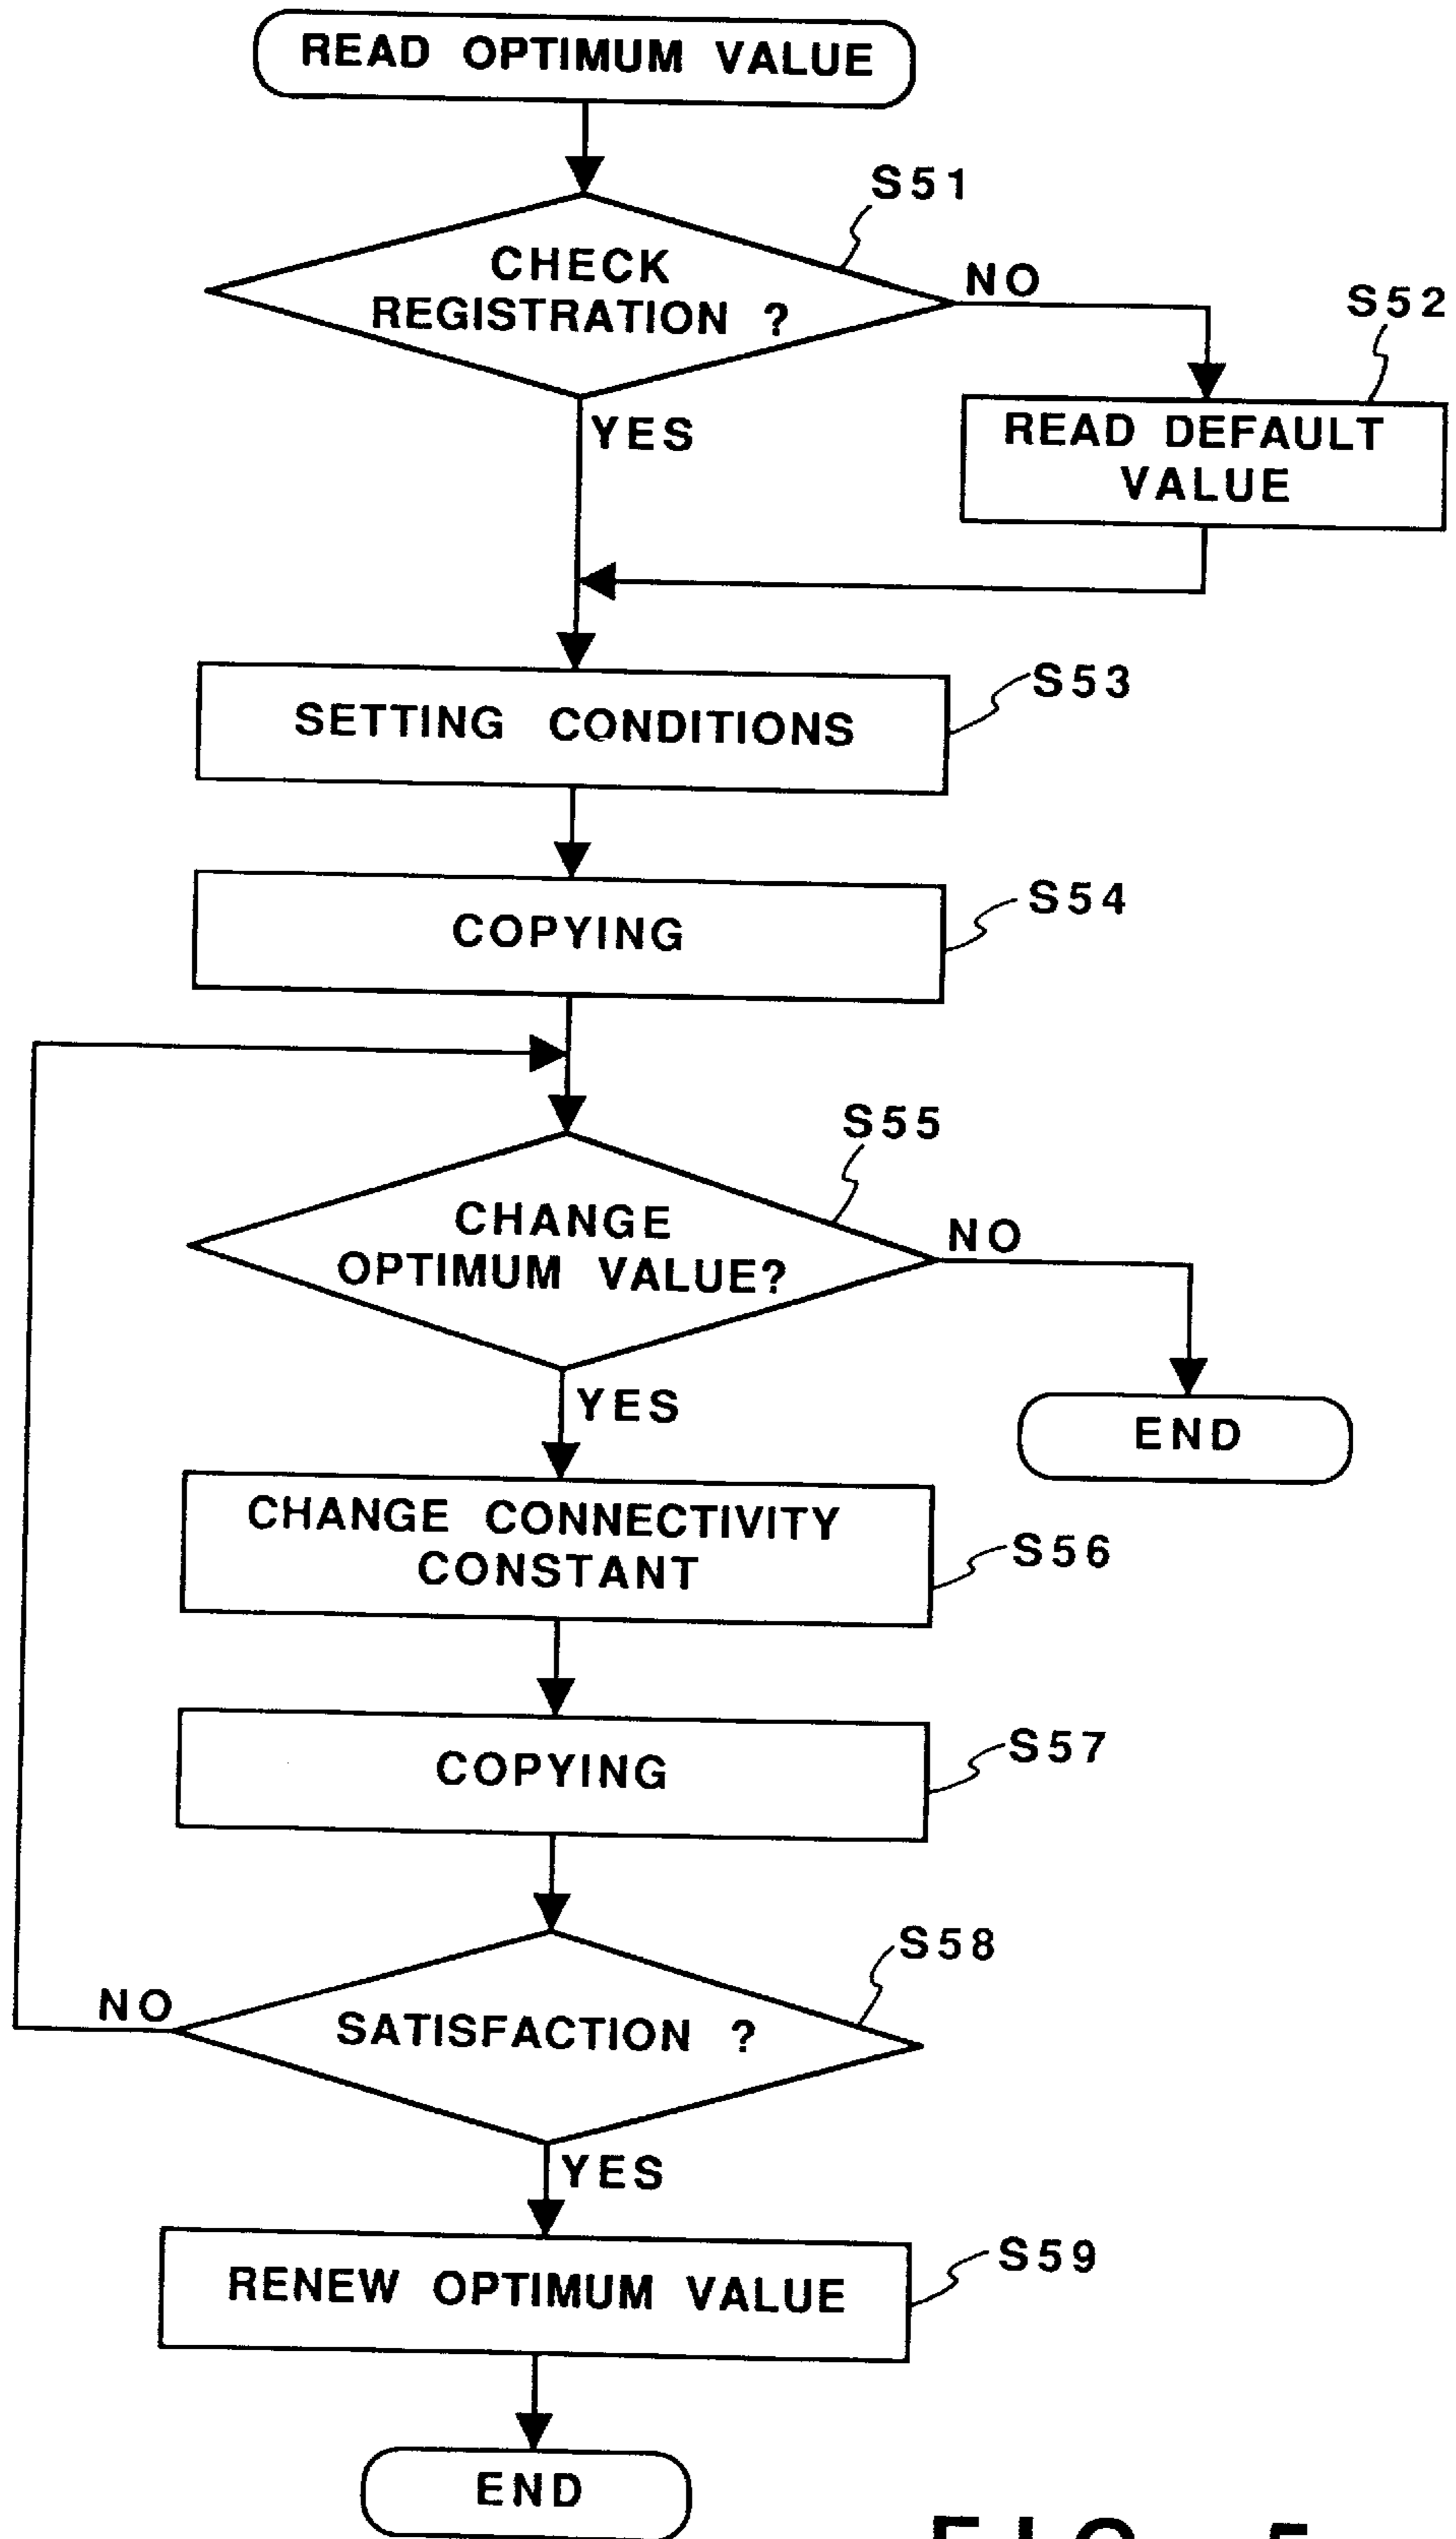 READ OPTIMUM VALUE
S51
CHECK
REGISTRATION ?
NO
S52
YES
READ DEFAULT
VALUE
S53
SETTING CONDITIONS
S54
COPYING
S55
CHANGE
OPTIMUM VALUE?
NO
YES
END
CHANGE CONNECTIVITY
CONSTANT
S56
S57
COPYING
S58
NO
SATISFACTION ?
YES
S59
RENEW OPTIMUM VALUE
END